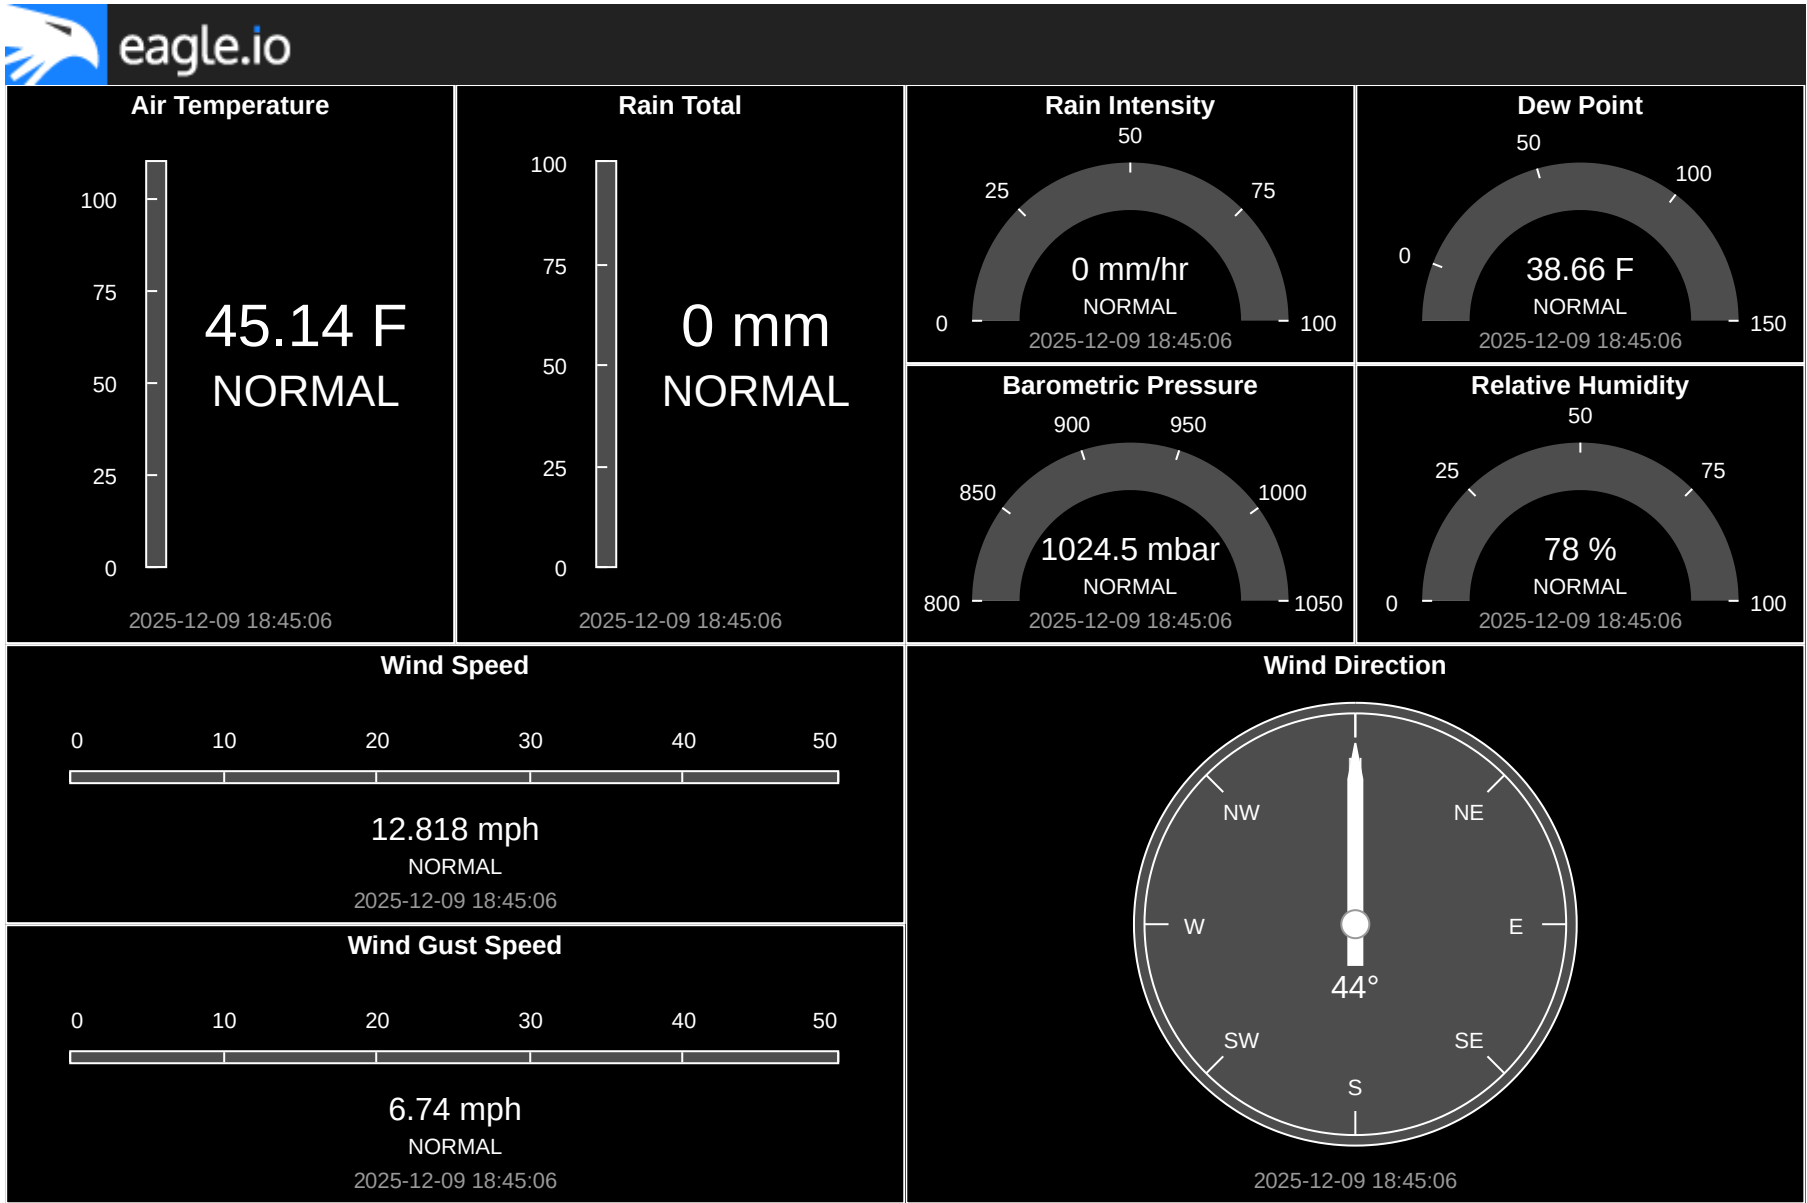 eagle.io
Air Temperature
100
75
50
25
0
45.14 F
NORMAL
2025-12-09 18:45:06
Rain Total
100
75
50
25
0
0 mm
NORMAL
2025-12-09 18:45:06
Rain Intensity
50
25
75
0
100
0 mm/hr
NORMAL
2025-12-09 18:45:06
Dew Point
50
100
0
150
38.66 F
NORMAL
2025-12-09 18:45:06
Barometric Pressure
900
950
850
1000
800
1050
1024.5 mbar
NORMAL
2025-12-09 18:45:06
Relative Humidity
50
25
75
0
100
78 %
NORMAL
2025-12-09 18:45:06
Wind Speed
0 10 20 30 40 50
12.818 mph
NORMAL
2025-12-09 18:45:06
Wind Gust Speed
0 10 20 30 40 50
6.74 mph
NORMAL
2025-12-09 18:45:06
Wind Direction
NW
NE
W
E
44°
SW
SE
S
2025-12-09 18:45:06